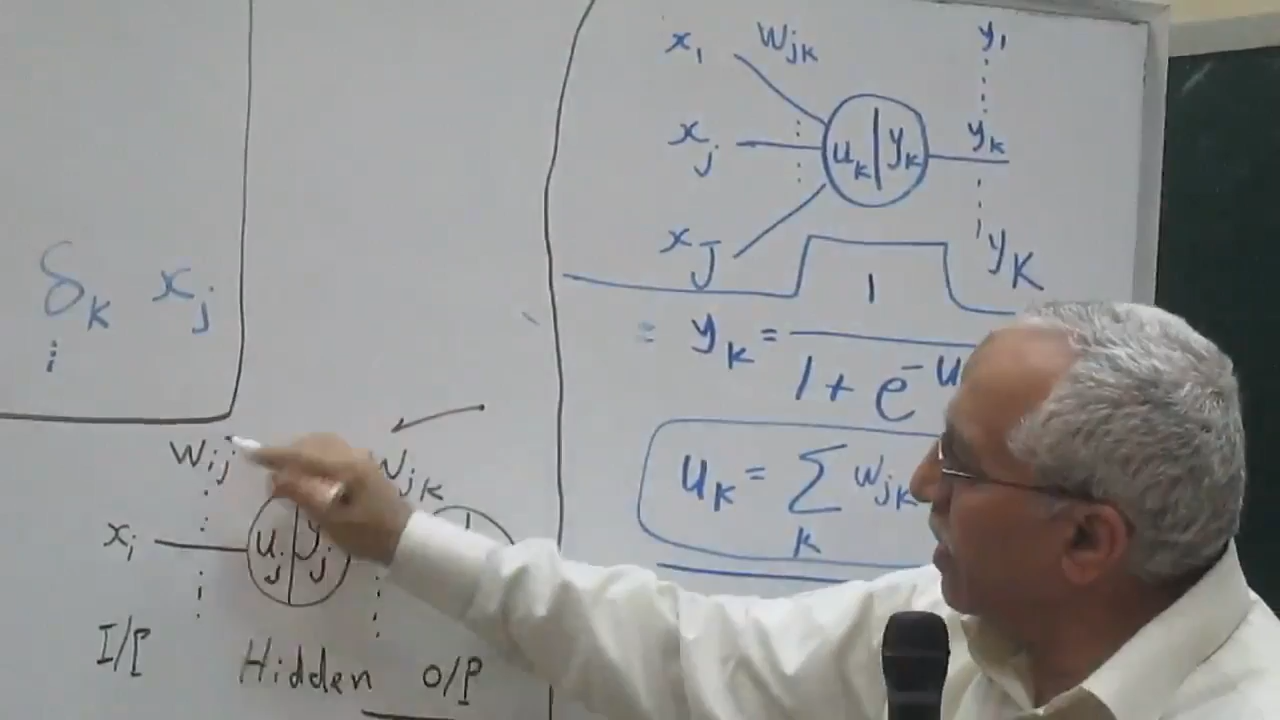 δk xj
i
Wij Wjk
xi uj yj
I/P Hidden O/P
x1 Wjk y1
xj uk yk yk
xJ yK
1
= yk =
1 + e^-u
uk = Σ wjk
k